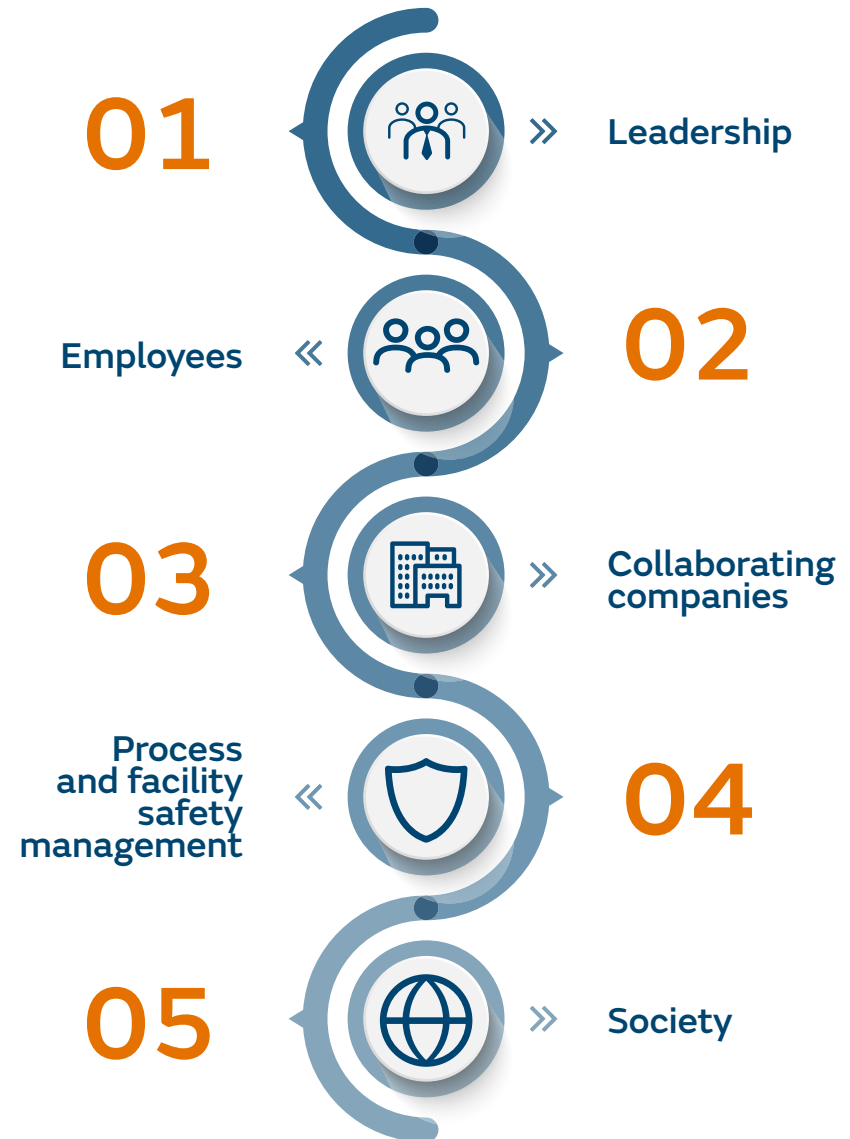 01
Leadership
Employees
02
03
Collaborating
companies
Process
and facility
safety
management
04
05
Society